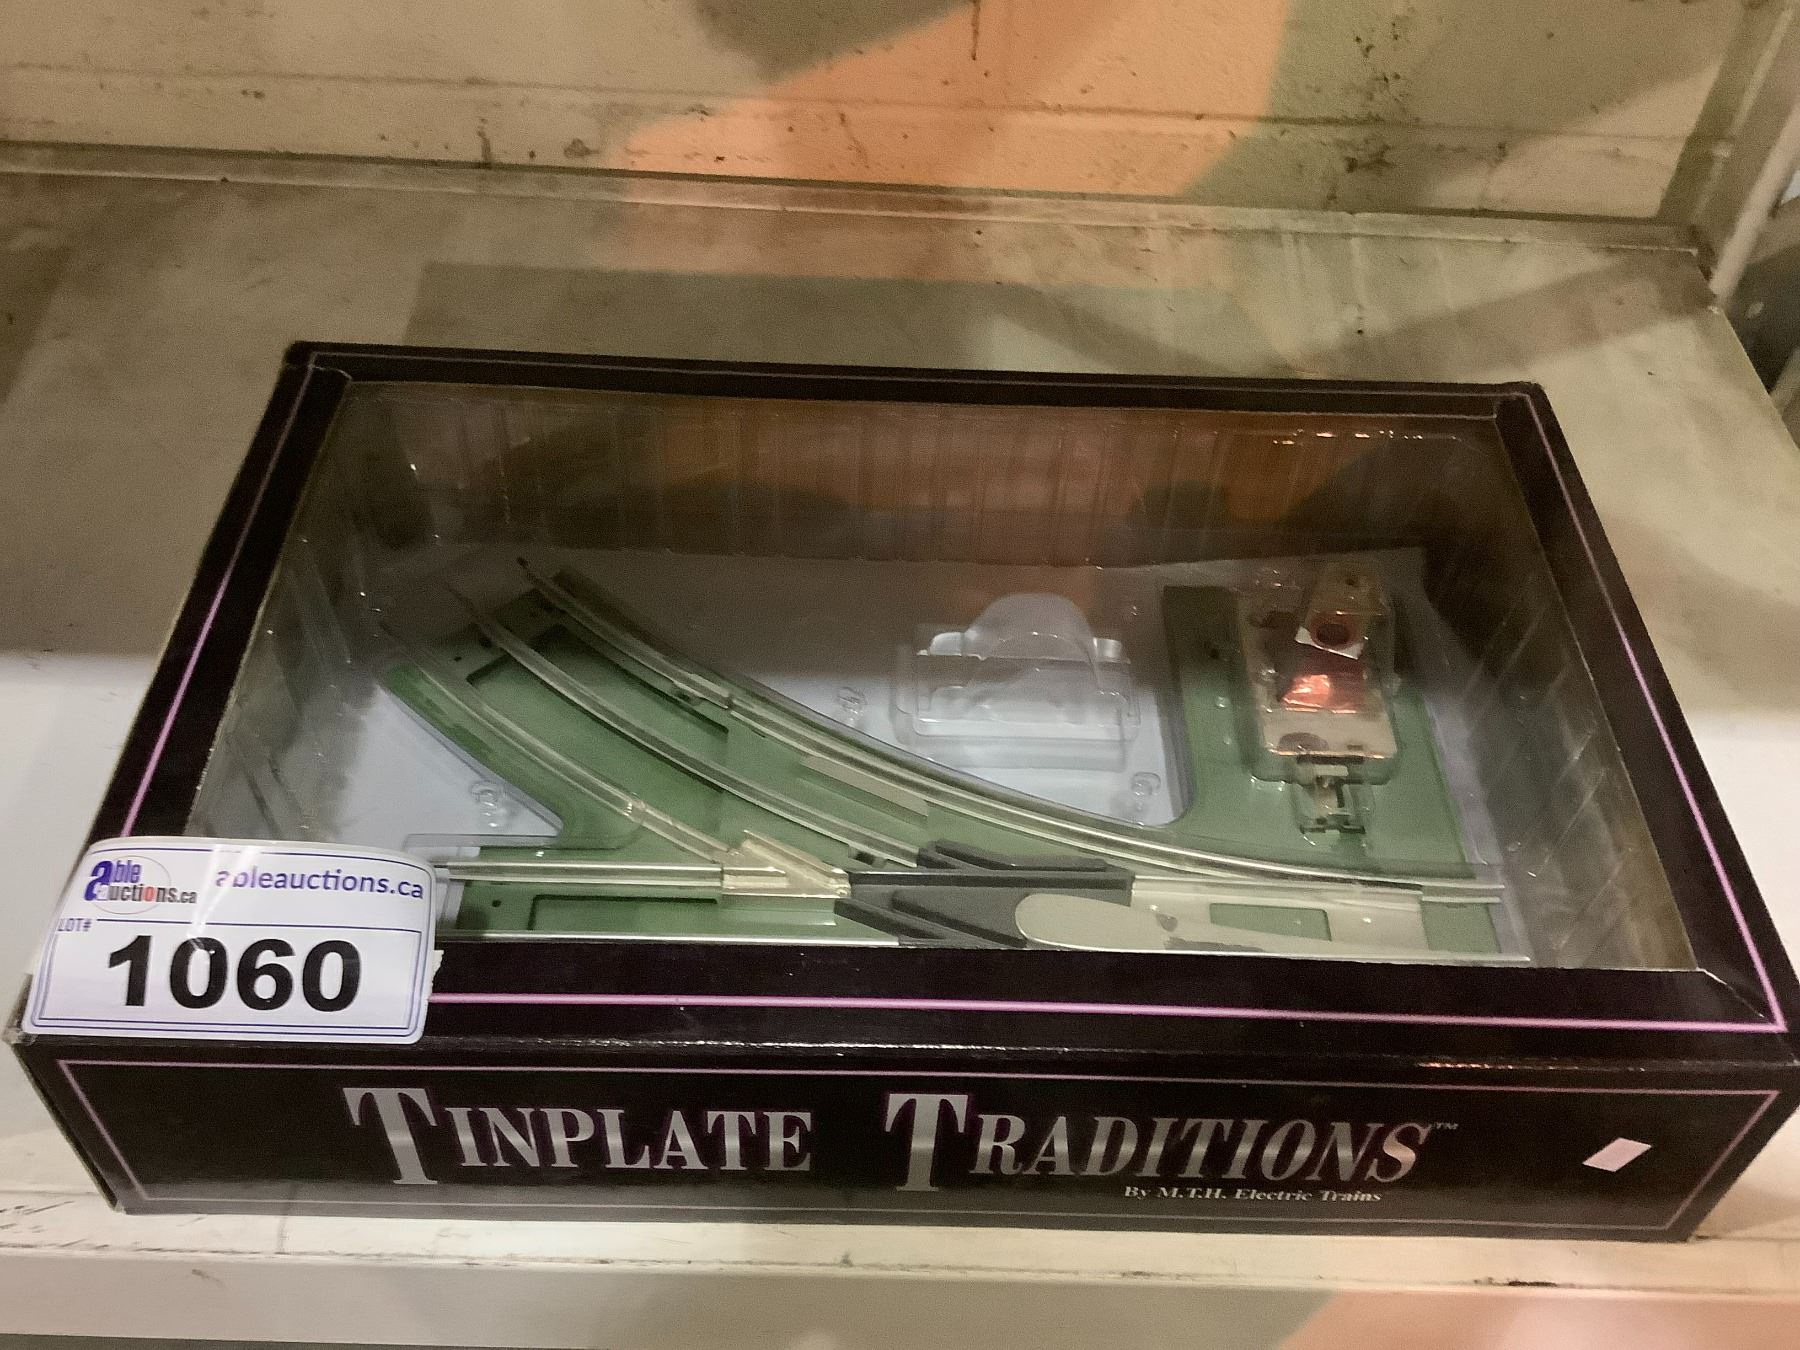 able
auctions.ca
ableauctions.ca
LOT#
1060
TINPLATE TRADITIONS™
By M.T.H. Electric Trains